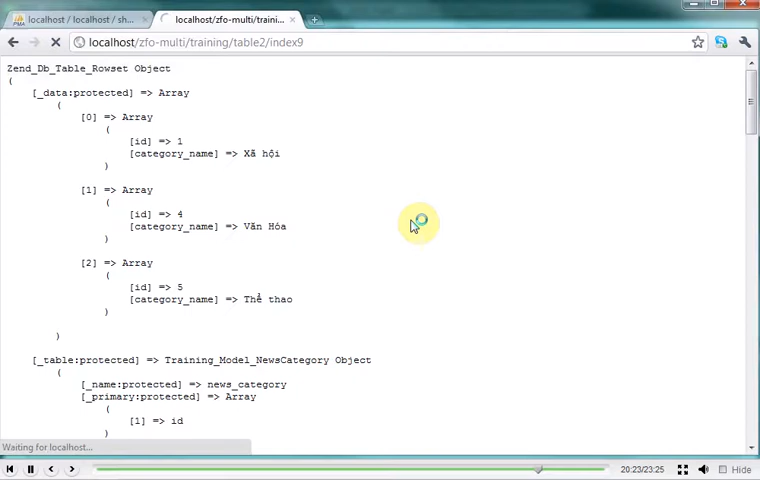 localhost / localhost / sh...
localhost/zfo-multi/traini...
localhost/zfo-multi/training/table2/index9
Zend_Db_Table_Rowset Object
(
[_data:protected] => Array
(
[0] => Array
(
[id] => 1
[category_name] => Xã hội
)
[1] => Array
(
[id] => 4
[category_name] => Văn Hóa
)
[2] => Array
(
[id] => 5
[category_name] => Thể thao
)
)
[_table:protected] => Training_Model_NewsCategory Object
(
[_name:protected] => news_category
[_primary:protected] => Array
(
[1] => id
)
Waiting for localhost...
20:23/23:25
Hide